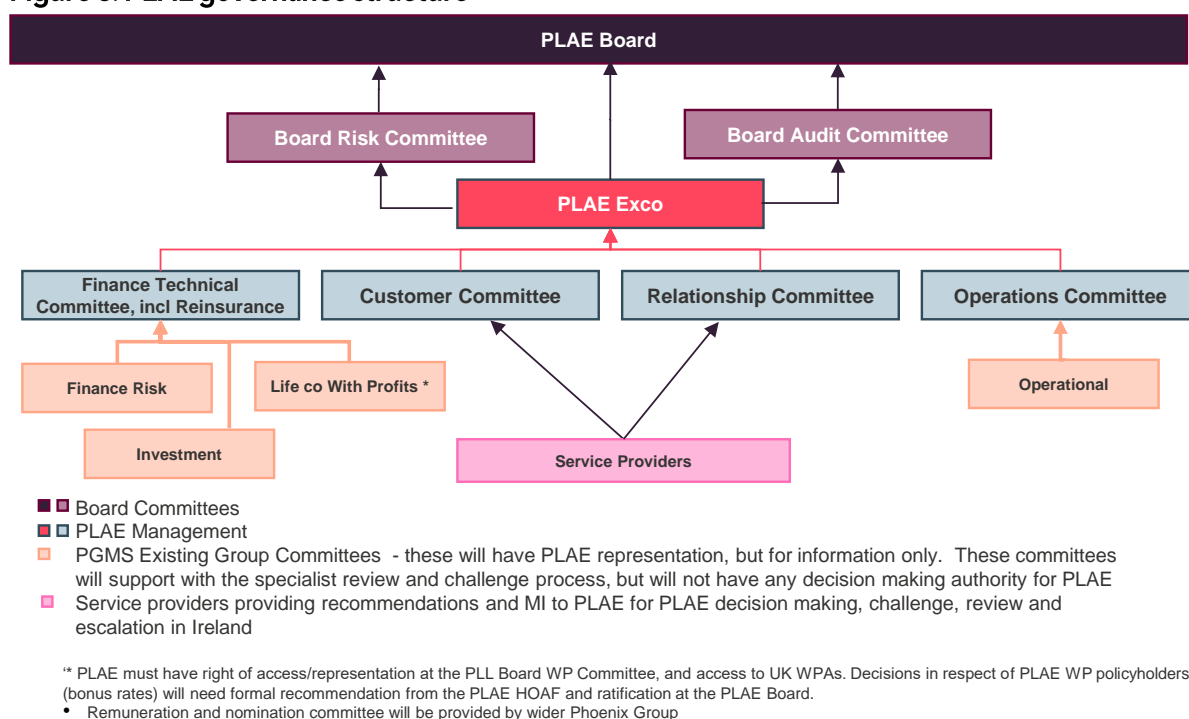 PLAE Board
Board Risk Committee
Board Audit Committee
PLAE Exco
Finance Technical
Committee, incl Reinsurance
Customer Committee
Relationship Committee
Operations Committee
Finance Risk
Life co With Profits *
Operational
Investment
Service Providers
Board Committees
PLAE Management
PGMS Existing Group Committees - these will have PLAE representation, but for information only. These committees
will support with the specialist review and challenge process, but will not have any decision making authority for PLAE
Service providers providing recommendations and MI to PLAE for PLAE decision making, challenge, review and
escalation in Ireland
'* PLAE must have right of access/representation at the PLL Board WP Committee, and access to UK WPAs. Decisions in respect of PLAE WP policyholders
(bonus rates) will need formal recommendation from the PLAE HOAF and ratification at the PLAE Board.
• Remuneration and nomination committee will be provided by wider Phoenix Group